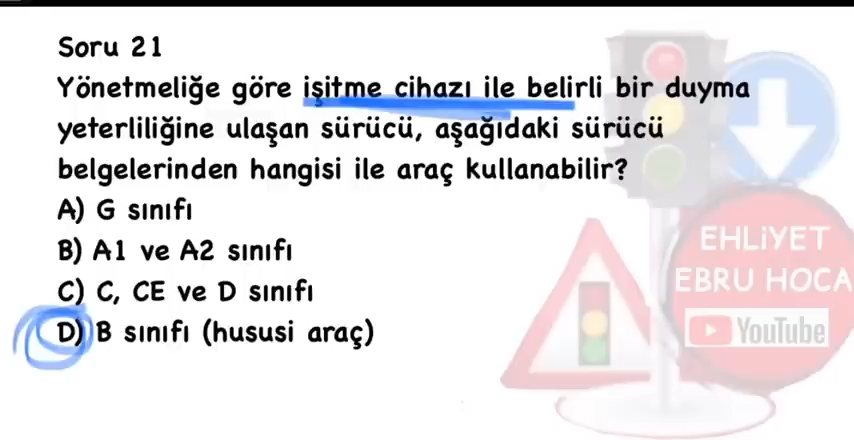 Soru 21
Yönetmeliğe göre işitme cihazı ile belirli bir duyma
yeterliliğine ulaşan sürücü, aşağıdaki sürücü
belgelerinden hangisi ile araç kullanabilir?
A) G sınıfı
B) A1 ve A2 sınıfı
C) C, CE ve D sınıfı
D) B sınıfı (hususi araç)
EHLİYET
EBRU HOCA
YouTube